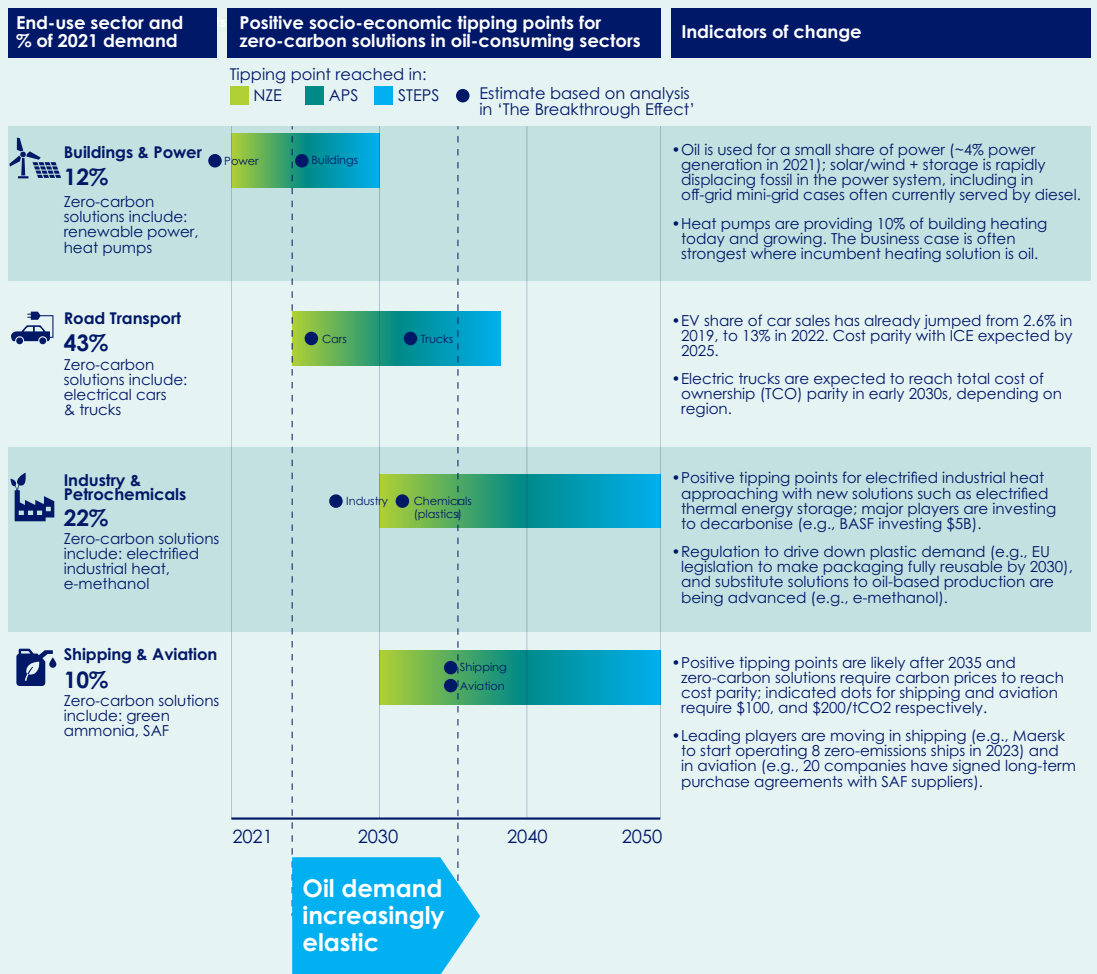 End-use sector and
% of 2021 demand
Positive socio-economic tipping points for
zero-carbon solutions in oil-consuming sectors
Indicators of change
Tipping point reached in:
NZE
APS
STEPS
Estimate based on analysis
in ‘The Breakthrough Effect’
Buildings & Power
12%
Zero-carbon
solutions include:
renewable power,
heat pumps
Power
Buildings
•Oil is used for a small share of power (~4% power
generation in 2021); solar/wind + storage is rapidly
displacing fossil in the power system, including in
off-grid mini-grid cases often currently served by diesel.
•Heat pumps are providing 10% of building heating
today and growing. The business case is often
strongest where incumbent heating solution is oil.
Road Transport
43%
Zero-carbon
solutions include:
electrical cars
& trucks
Cars
Trucks
•EV share of car sales has already jumped from 2.6% in
2019, to 13% in 2022. Cost parity with ICE expected by
2025.
•Electric trucks are expected to reach total cost of
ownership (TCO) parity in early 2030s, depending on
region.
Industry &
Petrochemicals
22%
Zero-carbon solutions
include: electrified
industrial heat,
e-methanol
Industry
Chemicals
(plastics)
•Positive tipping points for electrified industrial heat
approaching with new solutions such as electrified
thermal energy storage; major players are investing
to decarbonise (e.g., BASF investing $5B).
•Regulation to drive down plastic demand (e.g., EU
legislation to make packaging fully reusable by 2030),
and substitute solutions to oil-based production are
being advanced (e.g., e-methanol).
Shipping & Aviation
10%
Zero-carbon solutions
include: green
ammonia, SAF
Shipping
Aviation
•Positive tipping points are likely after 2035 and
zero-carbon solutions require carbon prices to reach
cost parity; indicated dots for shipping and aviation
require $100, and $200/tCO2 respectively.
•Leading players are moving in shipping (e.g., Maersk
to start operating 8 zero-emissions ships in 2023) and
in aviation (e.g., 20 companies have signed long-term
purchase agreements with SAF suppliers).
2021
2030
2040
2050
Oil demand
increasingly
elastic